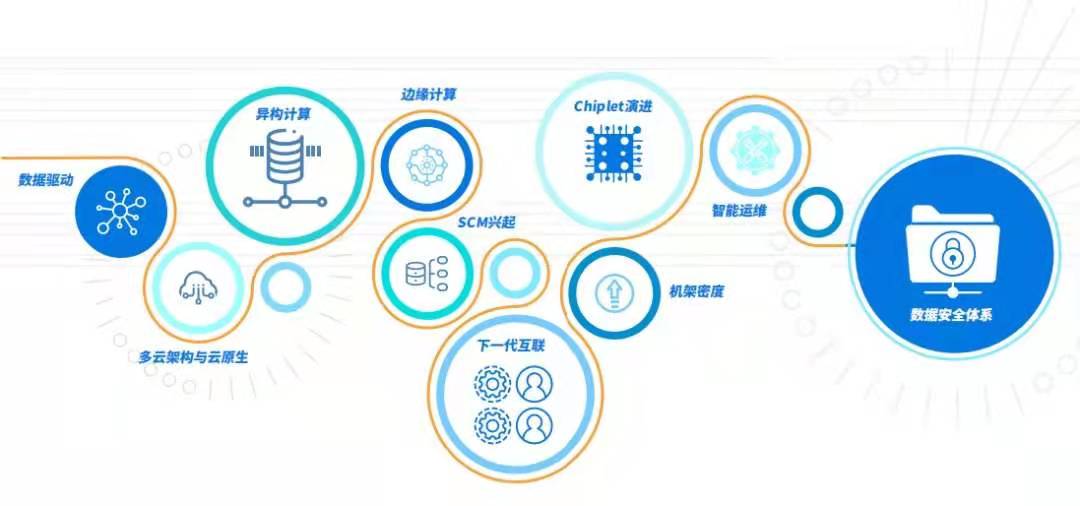 数据驱动
多云架构与云原生
异构计算
边缘计算
SCM兴起
下一代互联
机架密度
Chiplet演进
智能运维
数据安全体系